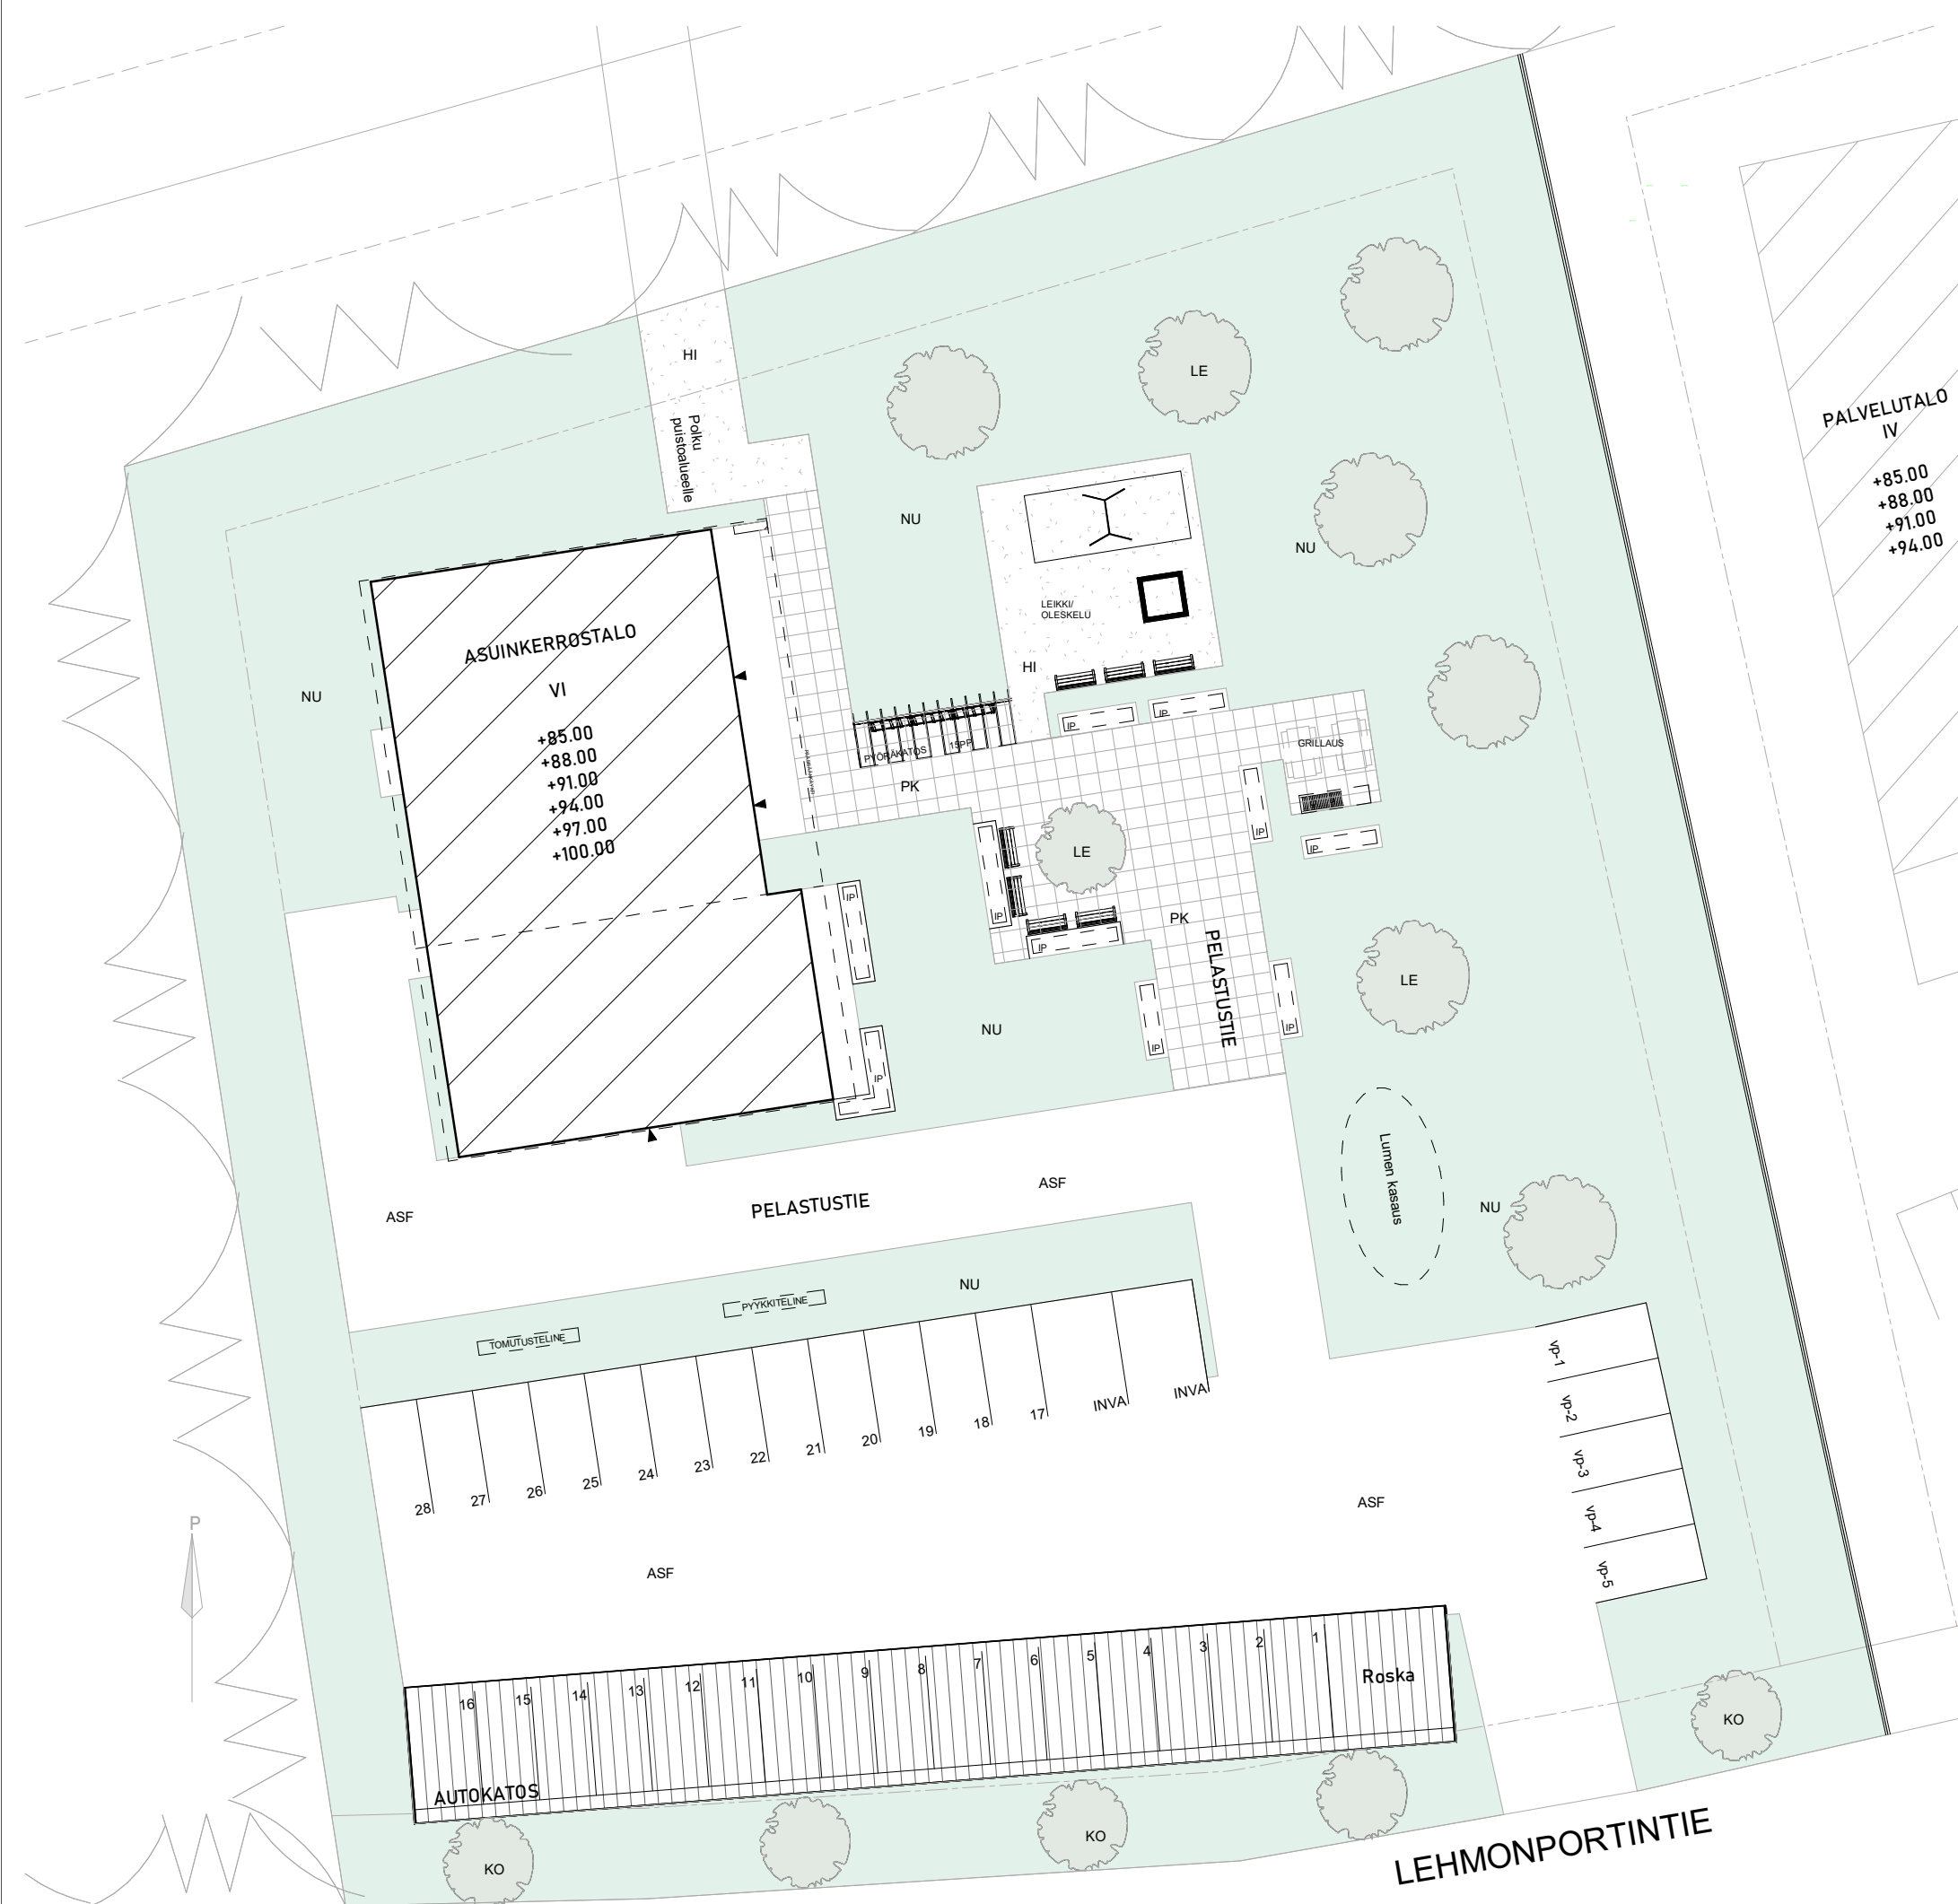 HI
Polku
puistoalueelle
LE
PALVELUTALO
IV
+85.00
+88.00
+91.00
+94.00
NU
NU
LEIKKI/
OLESKELU
HI
ASUINKERROSTALO
VI
+85.00
+88.00
+91.00
+94.00
+97.00
+100.00
NU
IP
IP
GRILLAUS
PYÖRÄKATOS 15PP
PK
IP
IP
LE
IP
IP
IP
PK
PELASTUSTIE
LE
NU
IP
IP
IP
Lumen kasaus
NU
ASF
PELASTUSTIE
ASF
NU
PYYKKITELINE
TOMUTUSTELINE
vp-1
vp-2
vp-3
vp-4
vp-5
28
27
26
25
24
23
22
21
20
19
18
17
INVA
INVA
ASF
ASF
P
16
15
14
13
12
11
10
9
8
7
6
5
4
3
2
1
Roska
AUTOKATOS
KO
KO
KO
LEHMONPORTINTIE